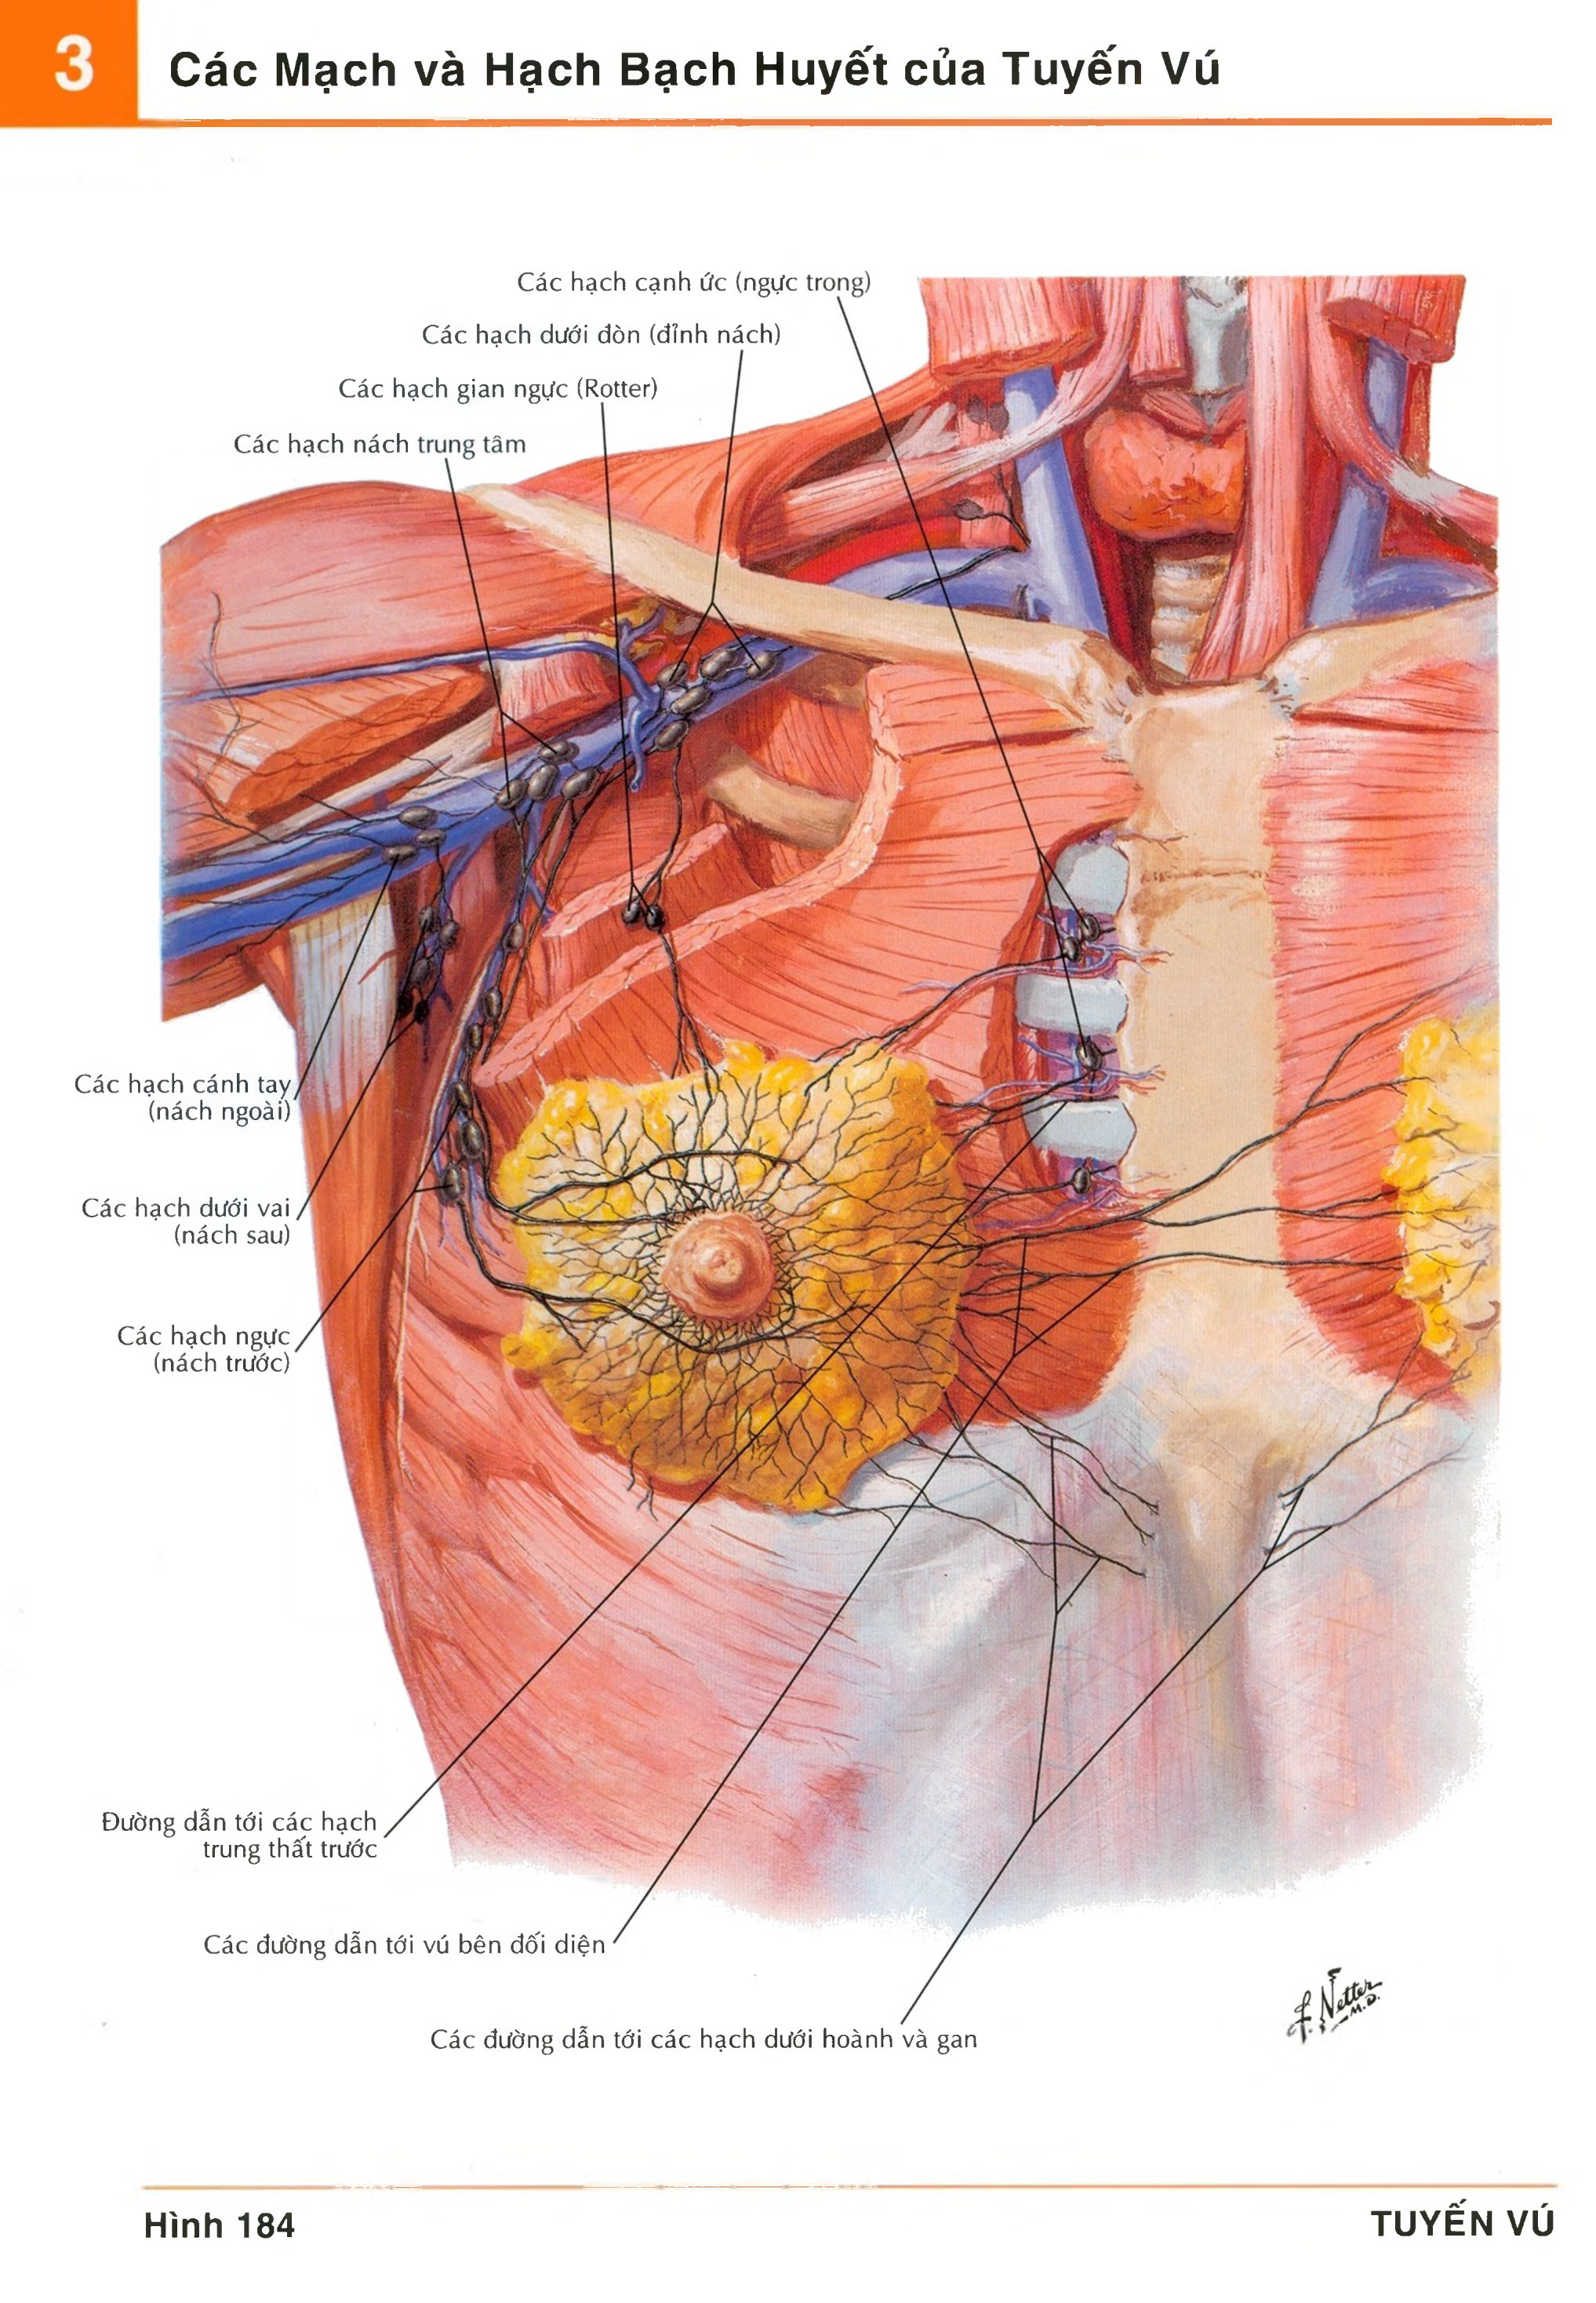 3
Các Mạch và Hạch Bạch Huyết của Tuyến Vú
Các hạch cạnh ức (ngực trong)
Các hạch dưới đòn (đỉnh nách)
Các hạch gian ngực (Rotter)
Các hạch nách trung tâm
Các hạch cánh tay
(nách ngoài)
Các hạch dưới vai
(nách sau)
Các hạch ngực
(nách trước)
Đường dẫn tới các hạch
trung thất trước
Các đường dẫn tới vú bên đối diện
Các đường dẫn tới các hạch dưới hoành và gan
F. Netter
M.D.
Hình 184
TUYẾN VÚ